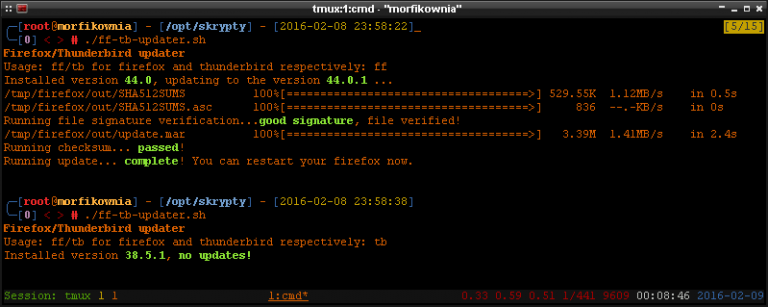 tmux:1:cmd - "morfikownia"
[root@morfikownia] - [/opt/skrypty] - [2016-02-08 23:58:22]_ [5/15]
[0] < > # ./ff-tb-updater.sh
Firefox/Thunderbird updater
Usage: ff/tb for firefox and thunderbird respectively: ff
Installed version 44.0, updating to the version 44.0.1 ...
/tmp/firefox/out/SHA512SUMS 100%[====================================>] 529.55K 1.12MB/s in 0.5s
/tmp/firefox/out/SHA512SUMS.asc 100%[====================================>] 836 --.-KB/s in 0s
Running file signature verification...good signature, file verified!
/tmp/firefox/out/update.mar 100%[====================================>] 3.39M 1.41MB/s in 2.4s
Running checksum... passed!
Running update... complete! You can restart your firefox now.
[root@morfikownia] - [/opt/skrypty] - [2016-02-08 23:58:38]
[0] < > # ./ff-tb-updater.sh
Firefox/Thunderbird updater
Usage: ff/tb for firefox and thunderbird respectively: tb
Installed version 38.5.1, no updates!
Session: tmux 1 1 1:cmd* 0.33 0.59 0.51 1/441 9609 00:08:46 2016-02-09